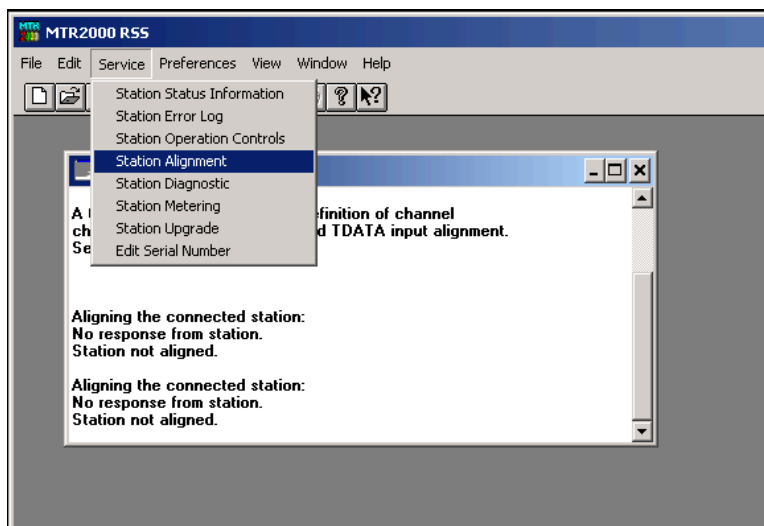 MTR2000 RSS
File Edit Service Preferences View Window Help
Station Status Information
Station Error Log
Station Operation Controls
Station Alignment
Station Diagnostic
Station Metering
Station Upgrade
Edit Serial Number
A finition of channel
ch d TDATA input alignment.
Se
Aligning the connected station:
No response from station.
Station not aligned.
Aligning the connected station:
No response from station.
Station not aligned.